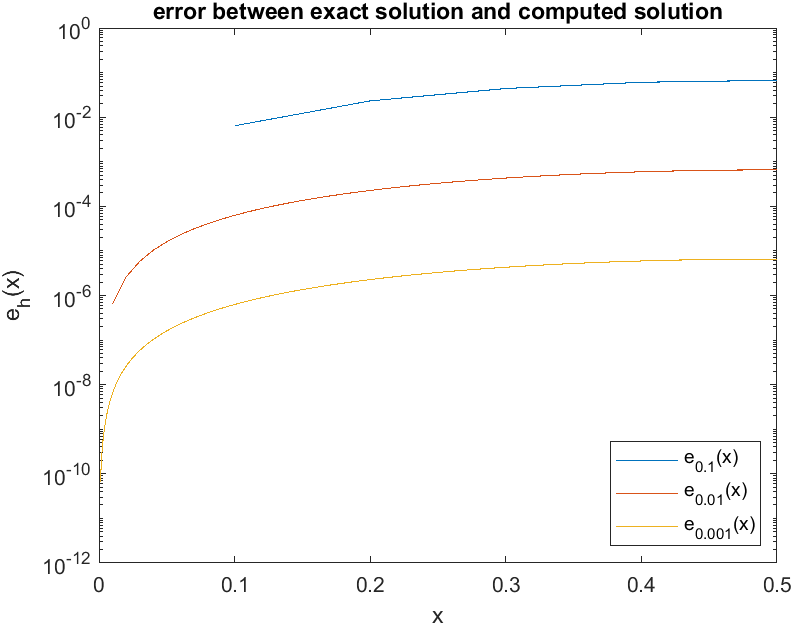 error between exact solution and computed solution
10^0
10^-2
10^-4
10^-6
10^-8
10^-10
10^-12
e_h(x)
e_0.1(x)
e_0.01(x)
e_0.001(x)
0 0.1 0.2 0.3 0.4 0.5
x